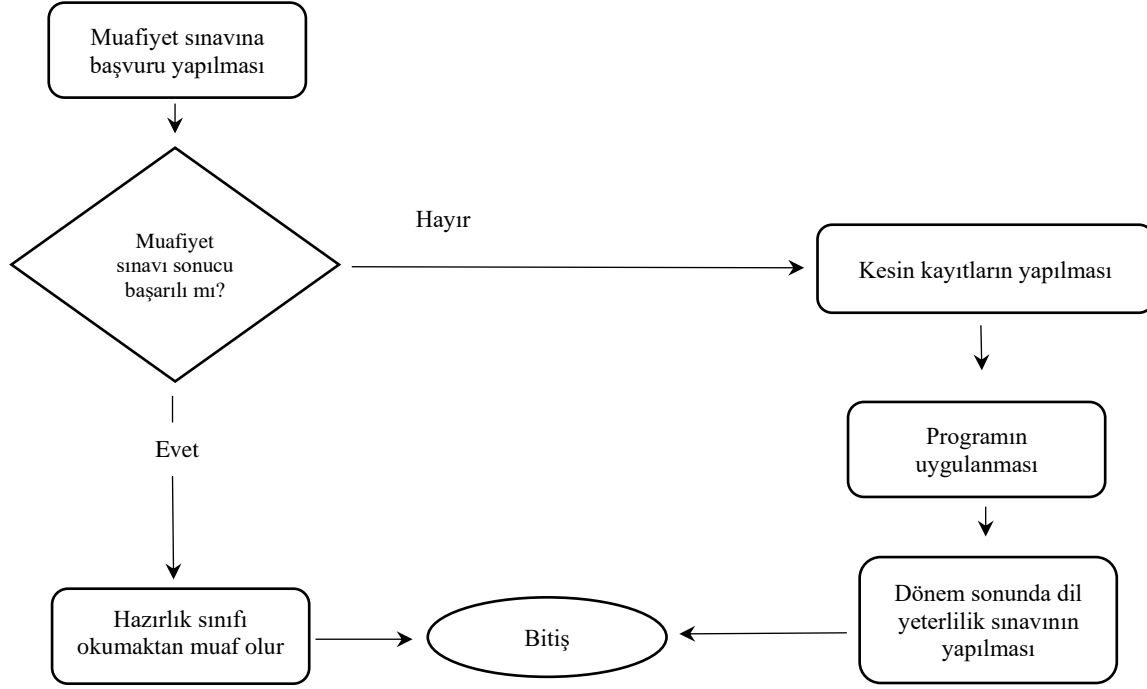 Muafiyet sınavına
başvuru yapılması
Muafiyet
sınavı sonucu
başarılı mı?
Hayır
Kesin kayıtların yapılması
Evet
Programın
uygulanması
Hazırlık sınıfı
okumaktan muaf olur
Bitiş
Dönem sonunda dil
yeterlilik sınavının
yapılması